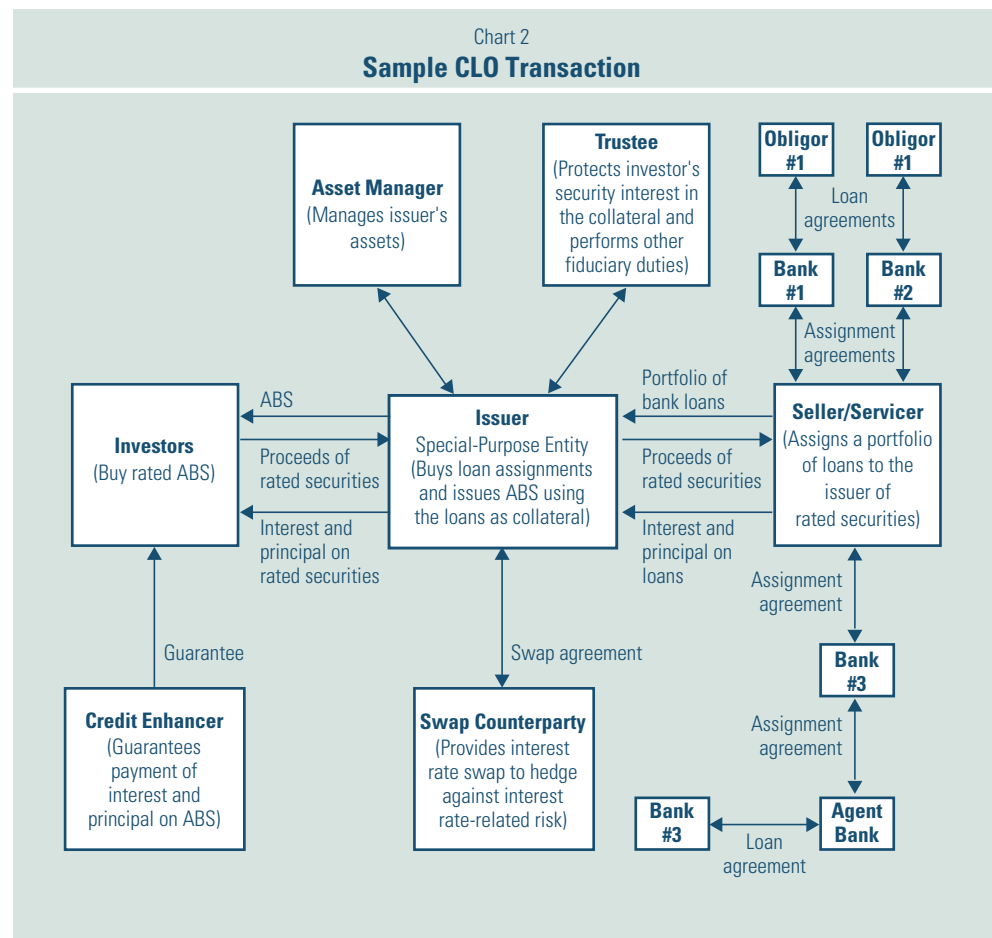 Chart 2
Sample CLO Transaction
Asset Manager
(Manages issuer's
assets)
Trustee
(Protects investor's
security interest in
the collateral and
performs other
fiduciary duties)
Obligor
#1
Obligor
#1
Loan
agreements
Bank
#1
Bank
#2
Assignment
agreements
Investors
(Buy rated ABS)
ABS
Proceeds of
rated securities
Interest and
principal on
rated securities
Issuer
Special-Purpose Entity
(Buys loan assignments
and issues ABS using
the loans as collateral)
Portfolio of
bank loans
Proceeds of
rated securities
Interest and
principal on
loans
Seller/Servicer
(Assigns a portfolio
of loans to the
issuer of
rated securities)
Guarantee
Swap agreement
Assignment
agreement
Bank
#3
Assignment
agreement
Credit Enhancer
(Guarantees
payment of
interest and
principal on ABS)
Swap Counterparty
(Provides interest
rate swap to hedge
against interest
rate-related risk)
Bank
#3
Loan
agreement
Agent
Bank